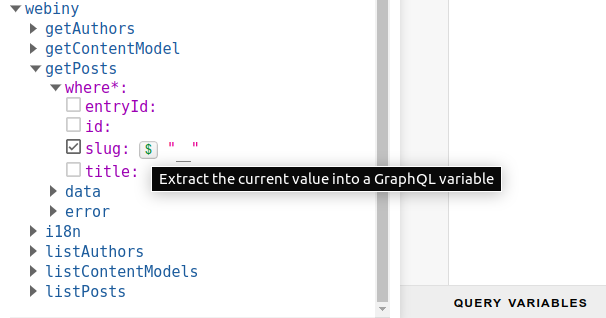 webiny
getAuthors
getContentModel
getPosts
where*:
entryId:
id:
slug: $ "__"
title:
Extract the current value into a GraphQL variable
data
error
i18n
listAuthors
listContentModels
listPosts
QUERY VARIABLES